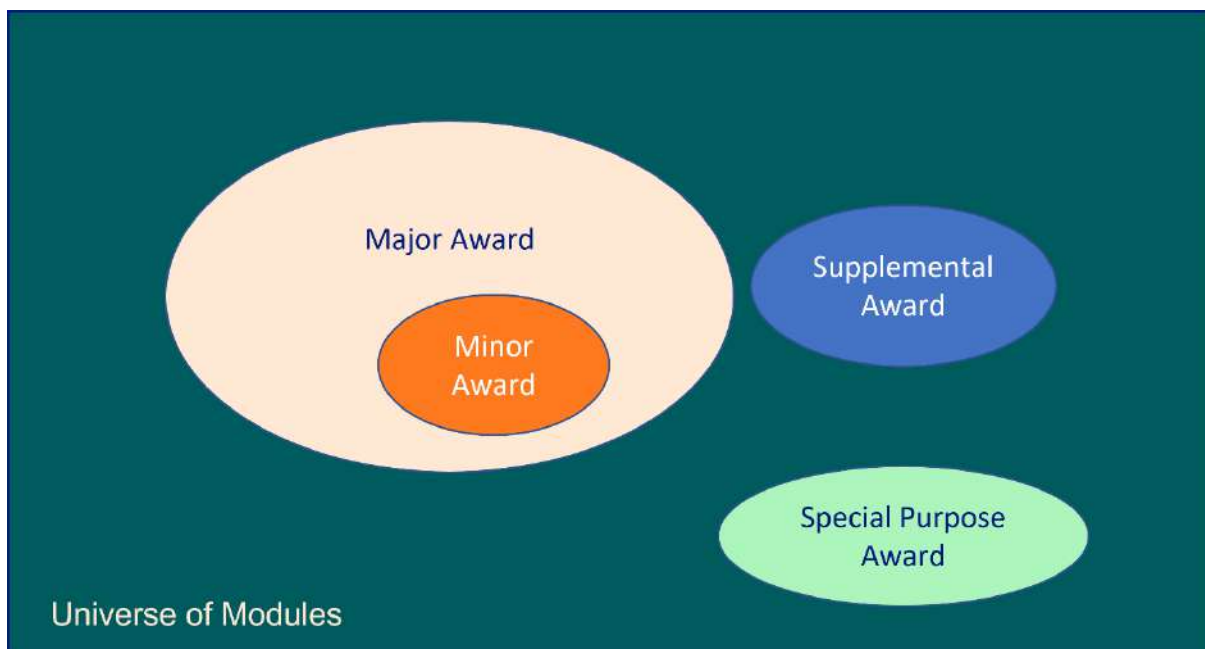 Major Award
Supplemental
Award
Minor
Award
Special Purpose
Award
Universe of Modules